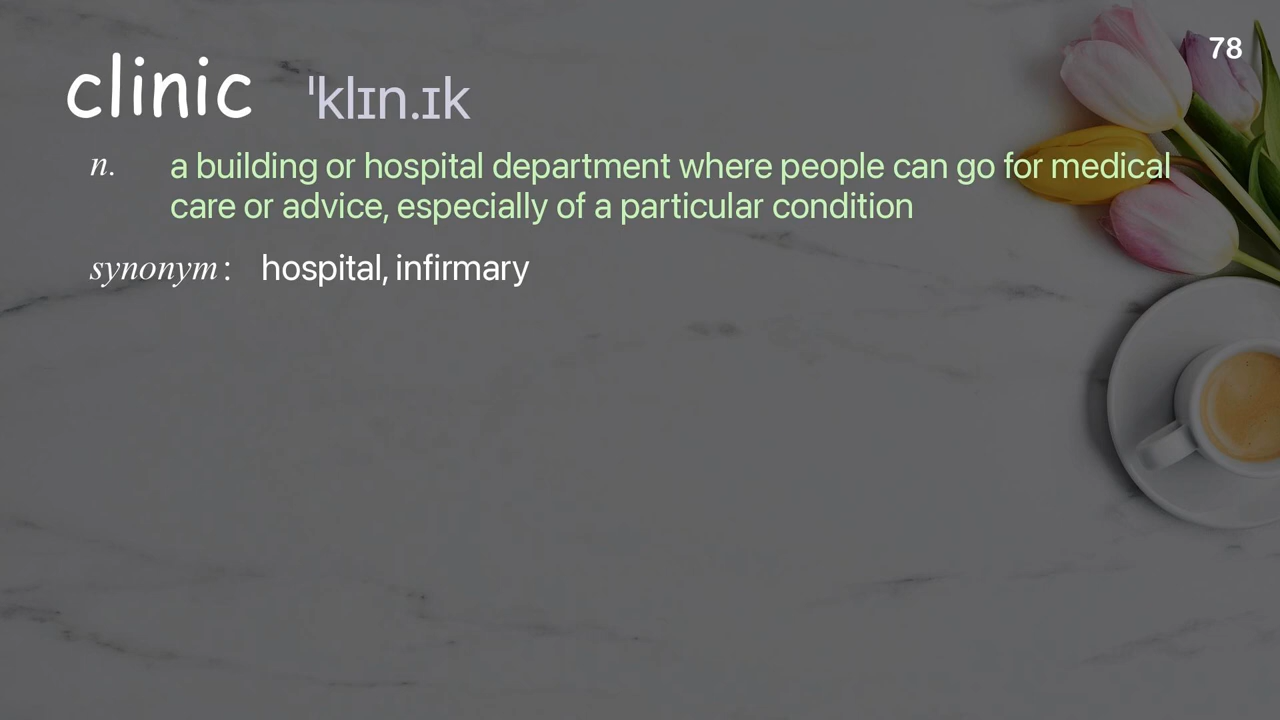 78
clinic ˈklɪn.ɪk
n. a building or hospital department where people can go for medical
care or advice, especially of a particular condition
synonym: hospital, infirmary